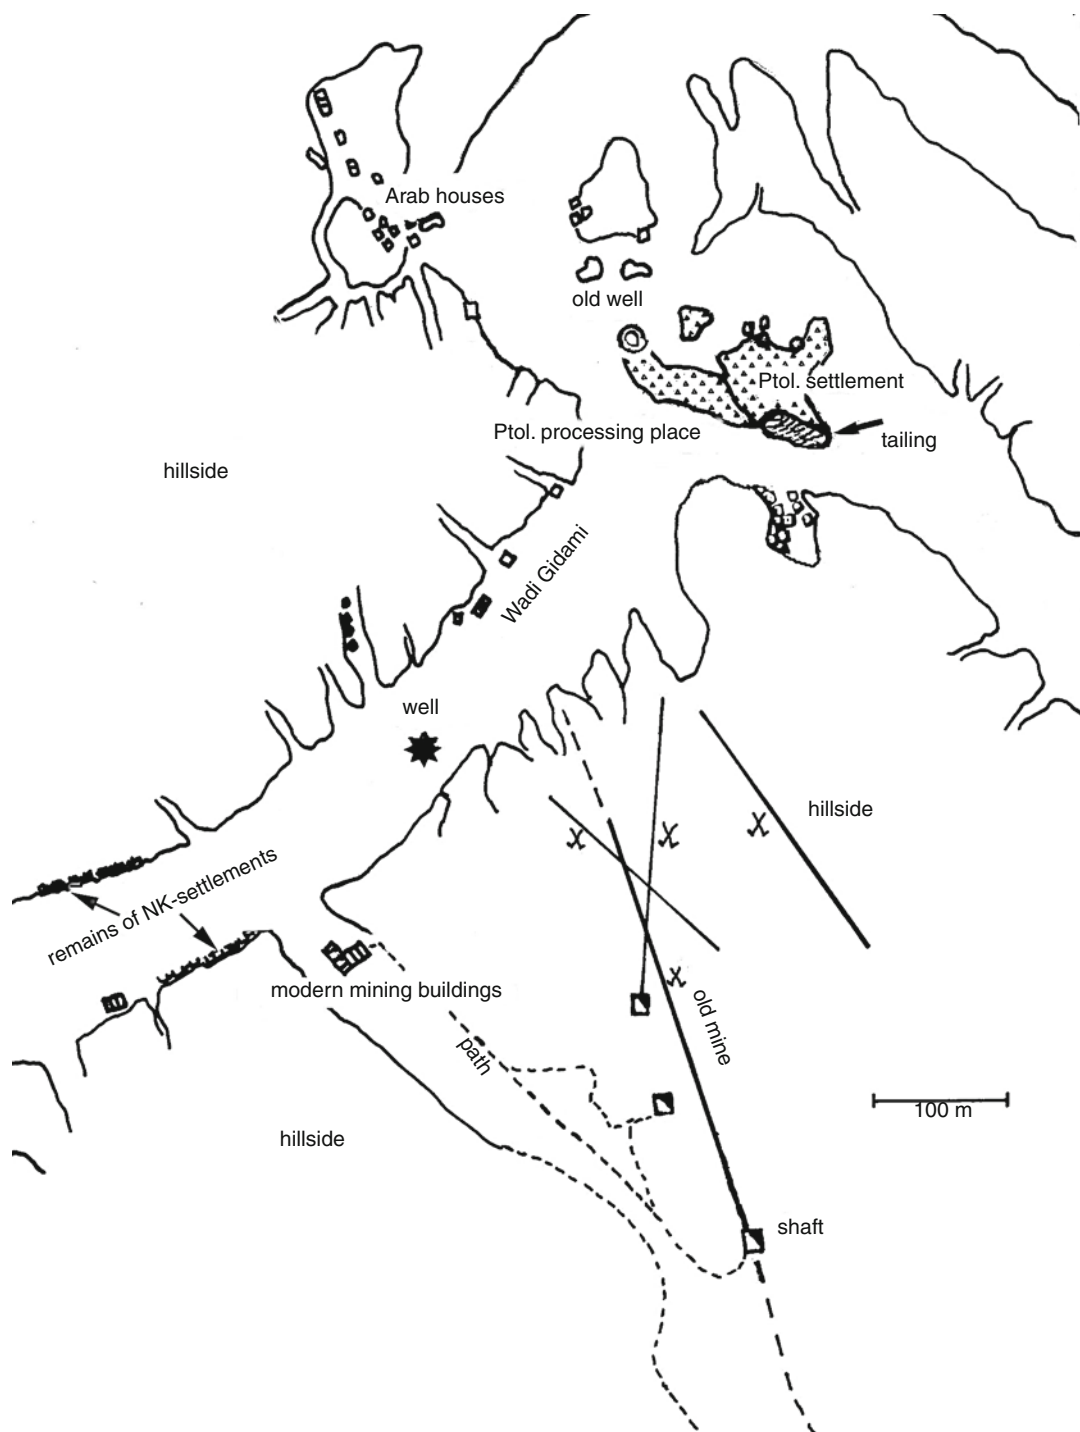 Arab houses
old well
Ptol. settlement
Ptol. processing place
tailing
hillside
Wadi Gidami
well
hillside
remains of NK-settlements
modern mining buildings
old mine
path
100 m
hillside
shaft